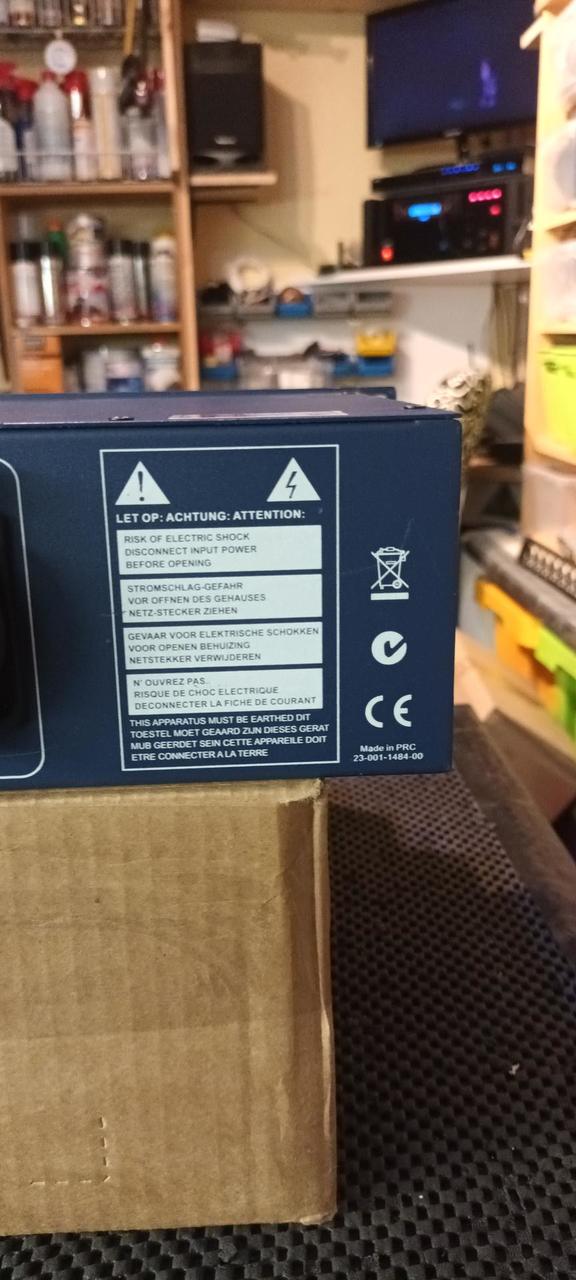 LET OP: ACHTUNG: ATTENTION:
RISK OF ELECTRIC SHOCK
DISCONNECT INPUT POWER
BEFORE OPENING
STROMSCHLAG-GEFAHR
VOR OFFNEN DES GEHAUSES
NETZ-STECKER ZIEHEN
GEVAAR VOOR ELEKTRISCHE SCHOKKEN
VOOR OPENEN BEHUIZING
NETSTEKKER VERWIJDEREN
N' OUVREZ PAS..
RISQUE DE CHOC ELECTRIQUE
DECONNECTER LA FICHE DE COURANT
THIS APPARATUS MUST BE EARTHED DIT
TOESTEL MOET GEAARD ZIJN DIESES GERAT
MUB GEERDET SEIN CETTE APPAREILE DOIT
ETRE CONNECTER A LA TERRE
CE
Made in PRC
23-001-1484-00